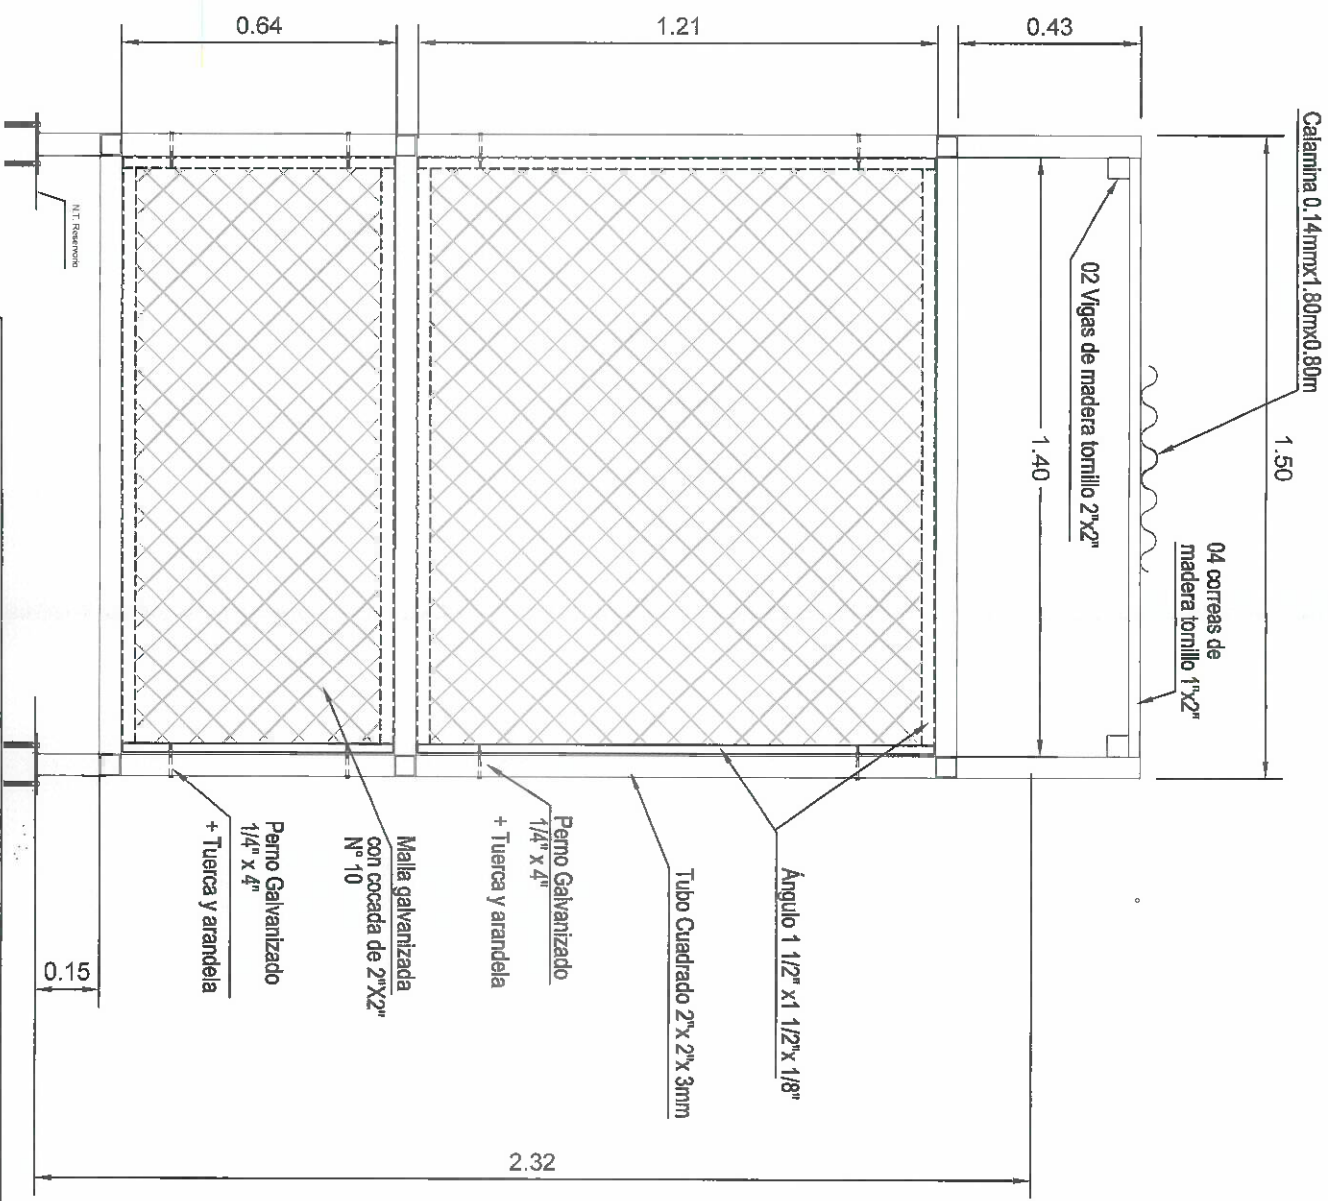 0.64
1.21
0.43
Calamina 0.14mmx1.80mx0.80m
1.50
02 Vigas de madera tornillo 2"x2"
1.40
04 correas de
madera tornillo 1"x2"
N.T. Reservorio
Ángulo 1 1/2" x1 1/2"x 1/8"
Tubo Cuadrado 2"x 2"x 3mm
Perno Galvanizado
1/4" x 4"
+ Tuerca y arandela
Malla galvanizada
con cocada de 2"X2"
N° 10
Perno Galvanizado
1/4" x 4"
+ Tuerca y arandela
0.15
2.32